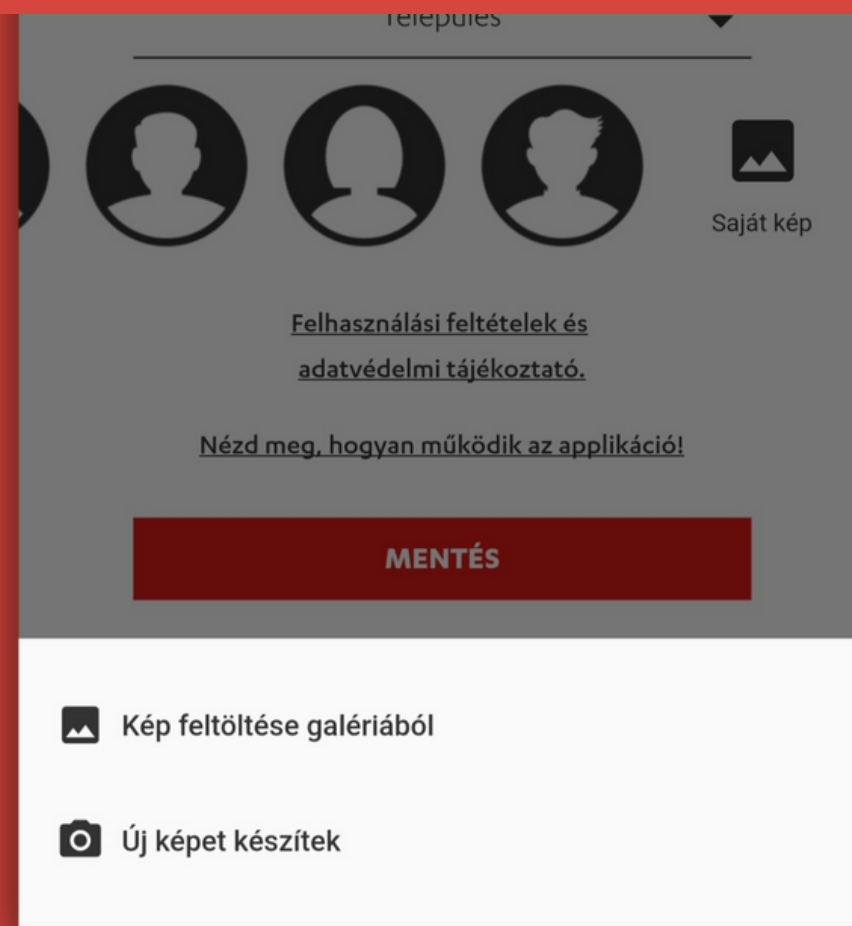 Település
Saját kép
Felhasználási feltételek és
adatvédelmi tájékoztató.
Nézd meg, hogyan működik az applikáció!
MENTÉS
Kép feltöltése galériából
Új képet készítek